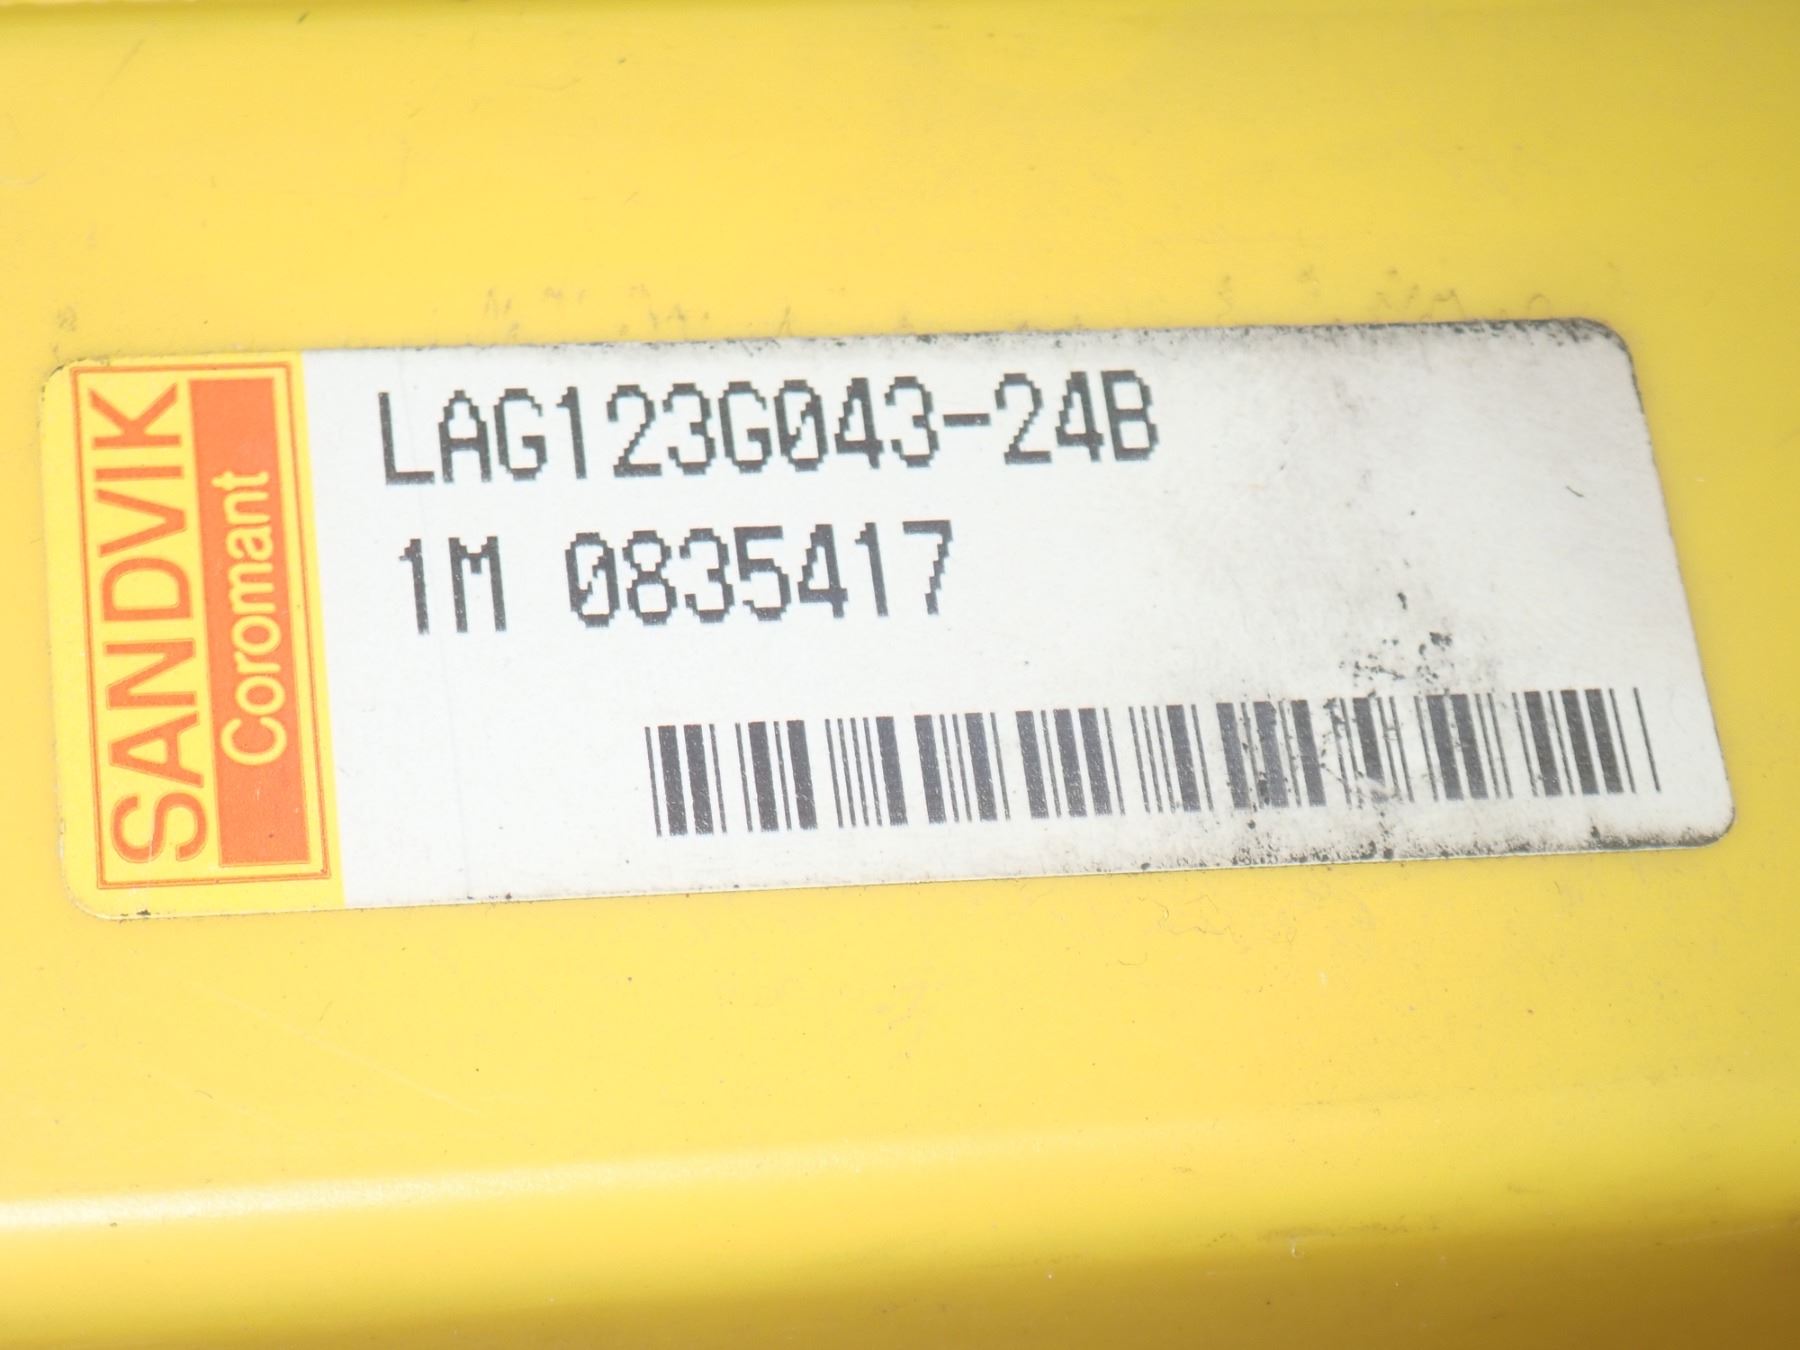 SANDVIK
Coromant
LAG123G043-24B
1M 0835417